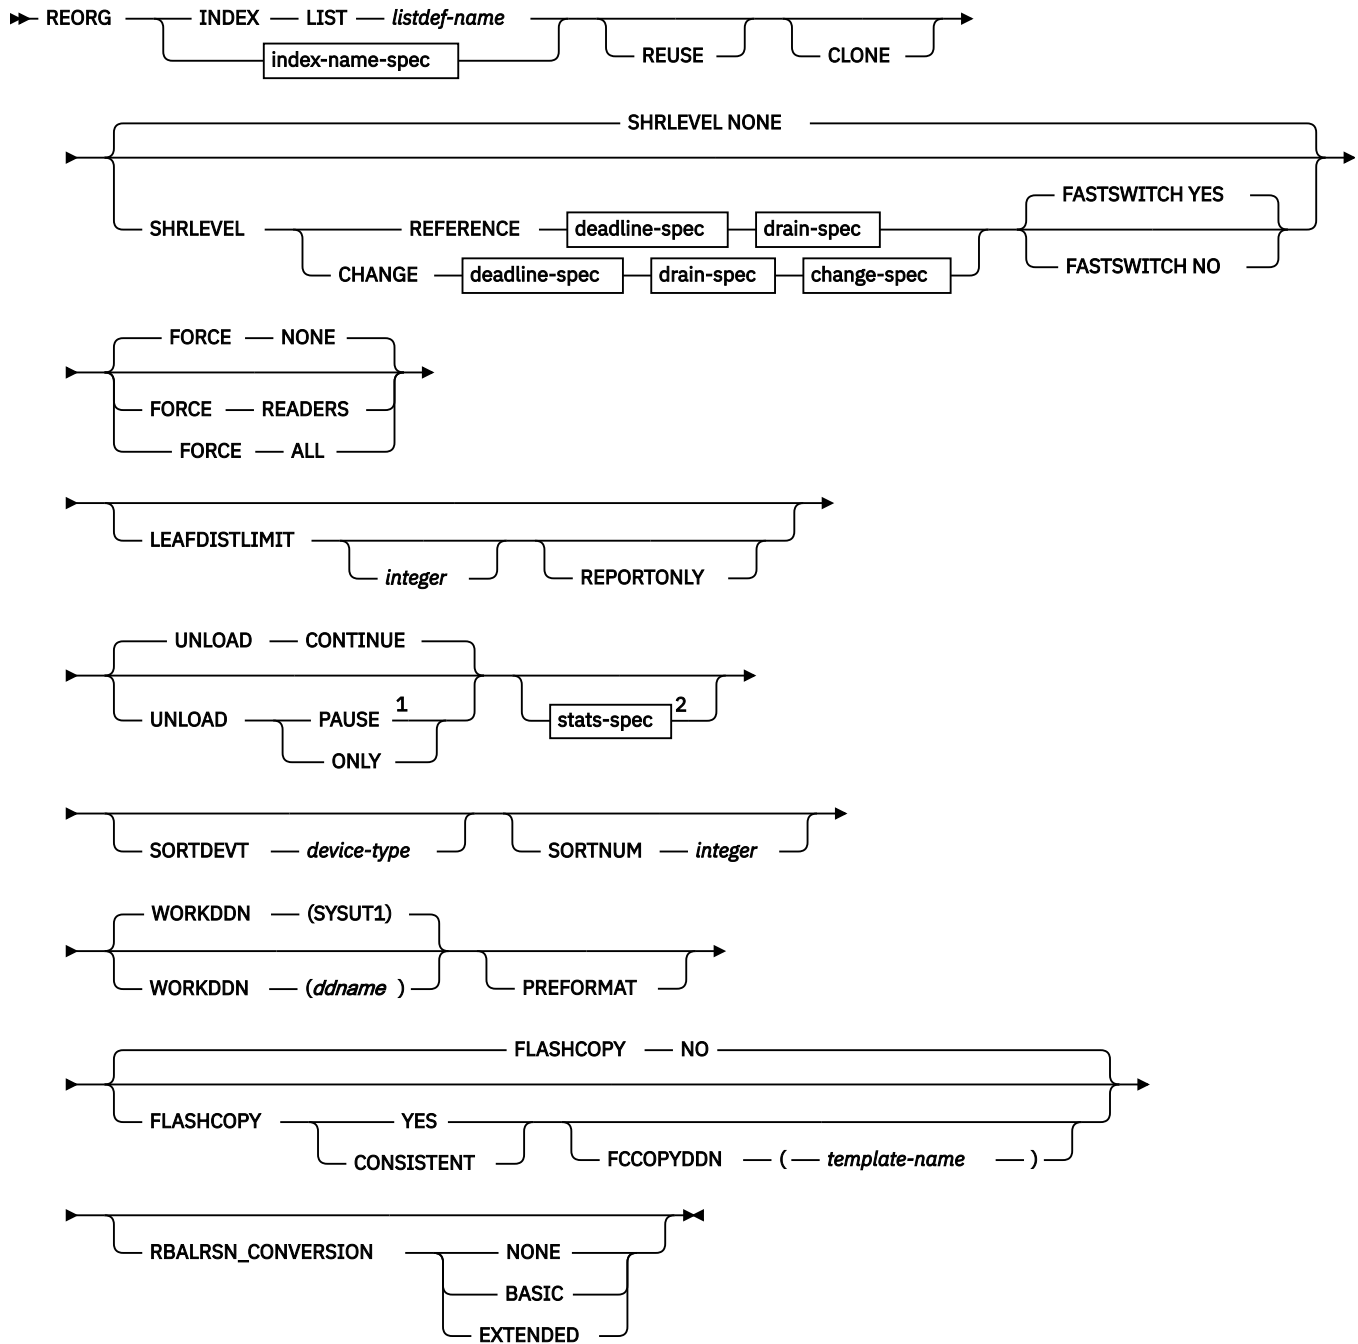 REORG INDEX LIST listdef-name
index-name-spec REUSE CLONE
SHRLEVEL NONE
FASTSWITCH YES
SHRLEVEL REFERENCE deadline-spec drain-spec
CHANGE deadline-spec drain-spec change-spec FASTSWITCH NO
FORCE NONE
FORCE READERS
FORCE ALL
LEAFDISTLIMIT
integer REPORTONLY
UNLOAD CONTINUE
UNLOAD PAUSE 1 stats-spec 2
ONLY
SORTDEVT device-type SORTNUM integer
WORKDDN (SYSUT1)
WORKDDN (ddname ) PREFORMAT
FLASHCOPY NO
FLASHCOPY YES
CONSISTENT FCCOPYDDN ( template-name )
RBALRSN_CONVERSION NONE
BASIC
EXTENDED